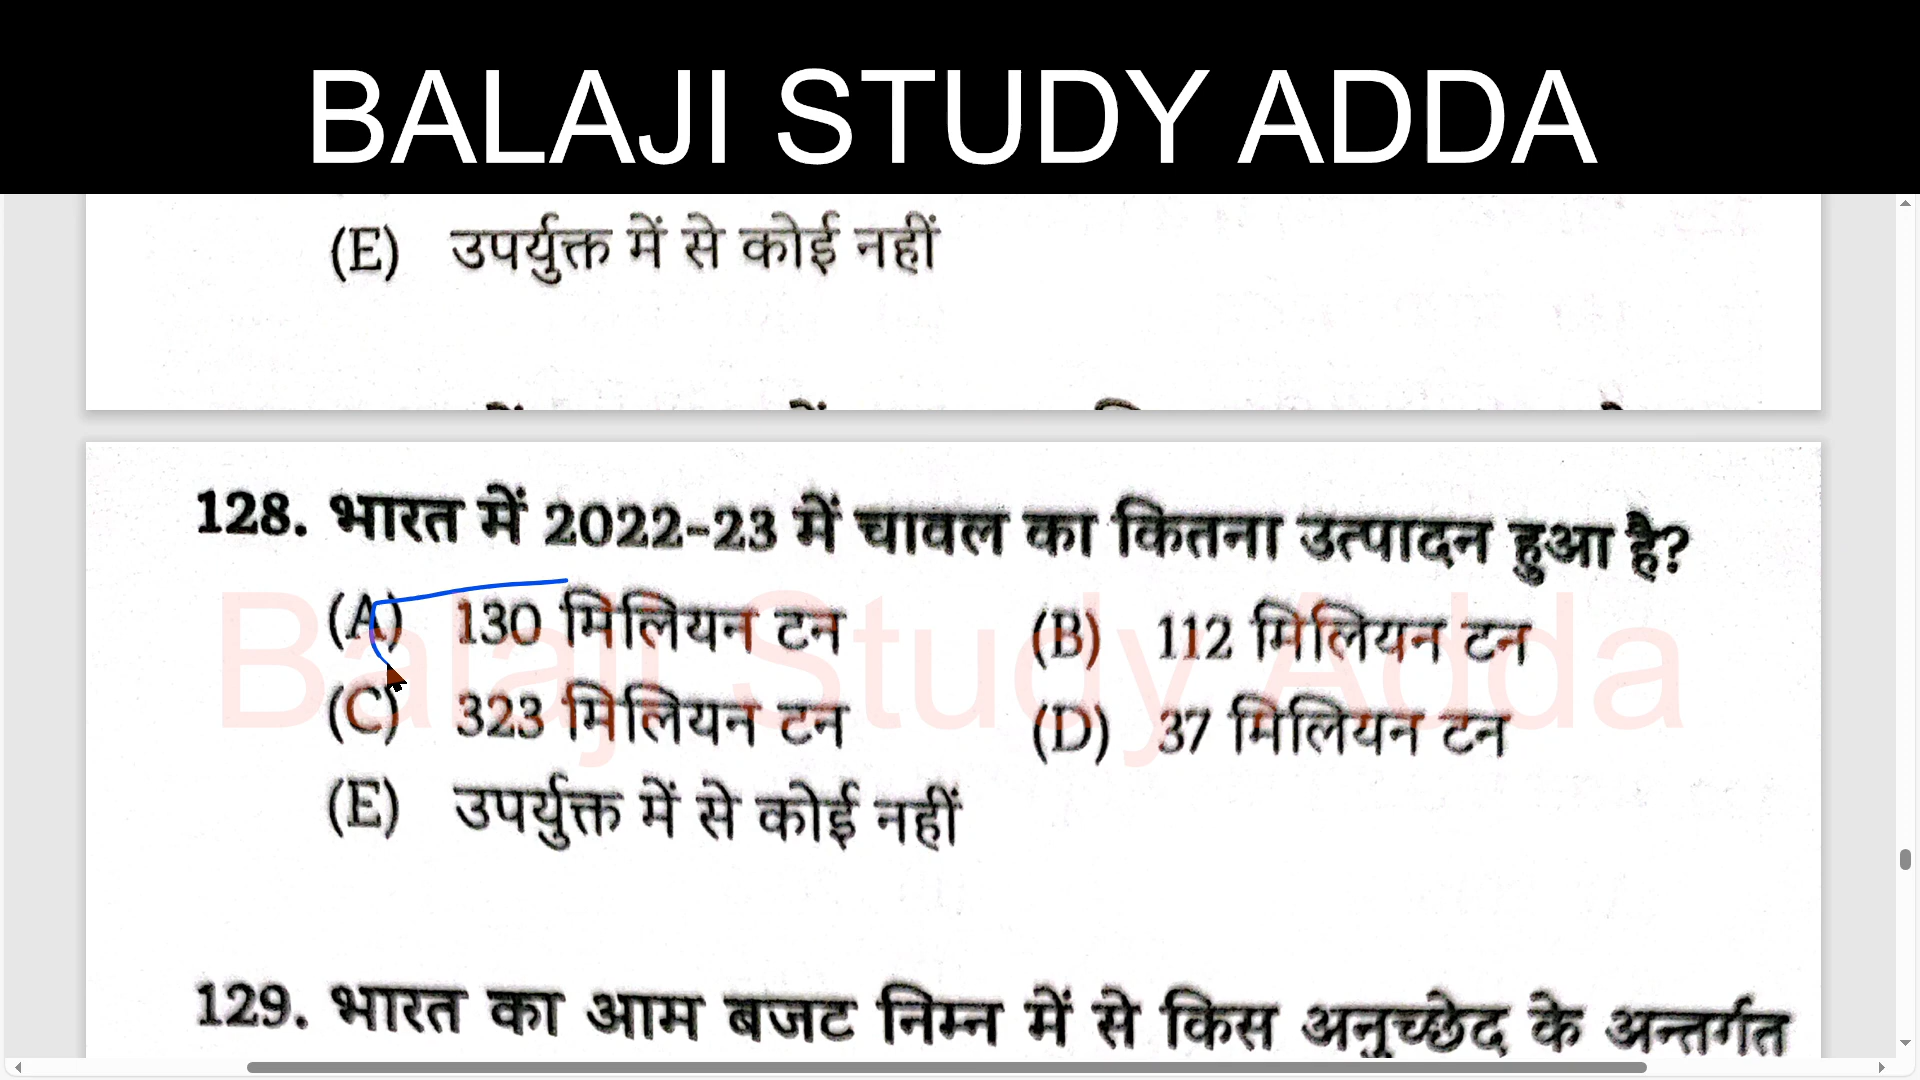 BALAJI STUDY ADDA
(E) उपर्युक्त में से कोई नहीं
128. भारत में 2022-23 में चावल का कितना उत्पादन हुआ है?
(A) 130 मिलियन टन (B) 112 मिलियन टन
Balaji Study Adda
(C) 323 मिलियन टन (D) 37 मिलियन टन
(E) उपर्युक्त में से कोई नहीं
129. भारत का आम बजट निम्न में से किस अनुच्छेद के अन्तर्गत